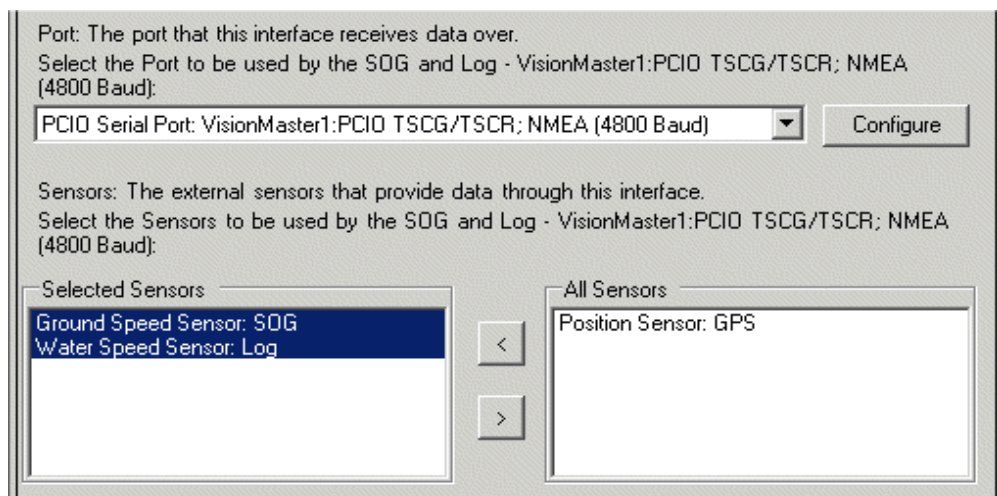 Port: The port that this interface receives data over.
Select the Port to be used by the SOG and Log - VisionMaster1:PCIO TSCG/TSCR; NMEA
(4800 Baud):
PCIO Serial Port: VisionMaster1:PCIO TSCG/TSCR; NMEA (4800 Baud)
Configure
Sensors: The external sensors that provide data through this interface.
Select the Sensors to be used by the SOG and Log - VisionMaster1:PCIO TSCG/TSCR; NMEA
(4800 Baud):
Selected Sensors
Ground Speed Sensor: SOG
Water Speed Sensor: Log
<
>
All Sensors
Position Sensor: GPS